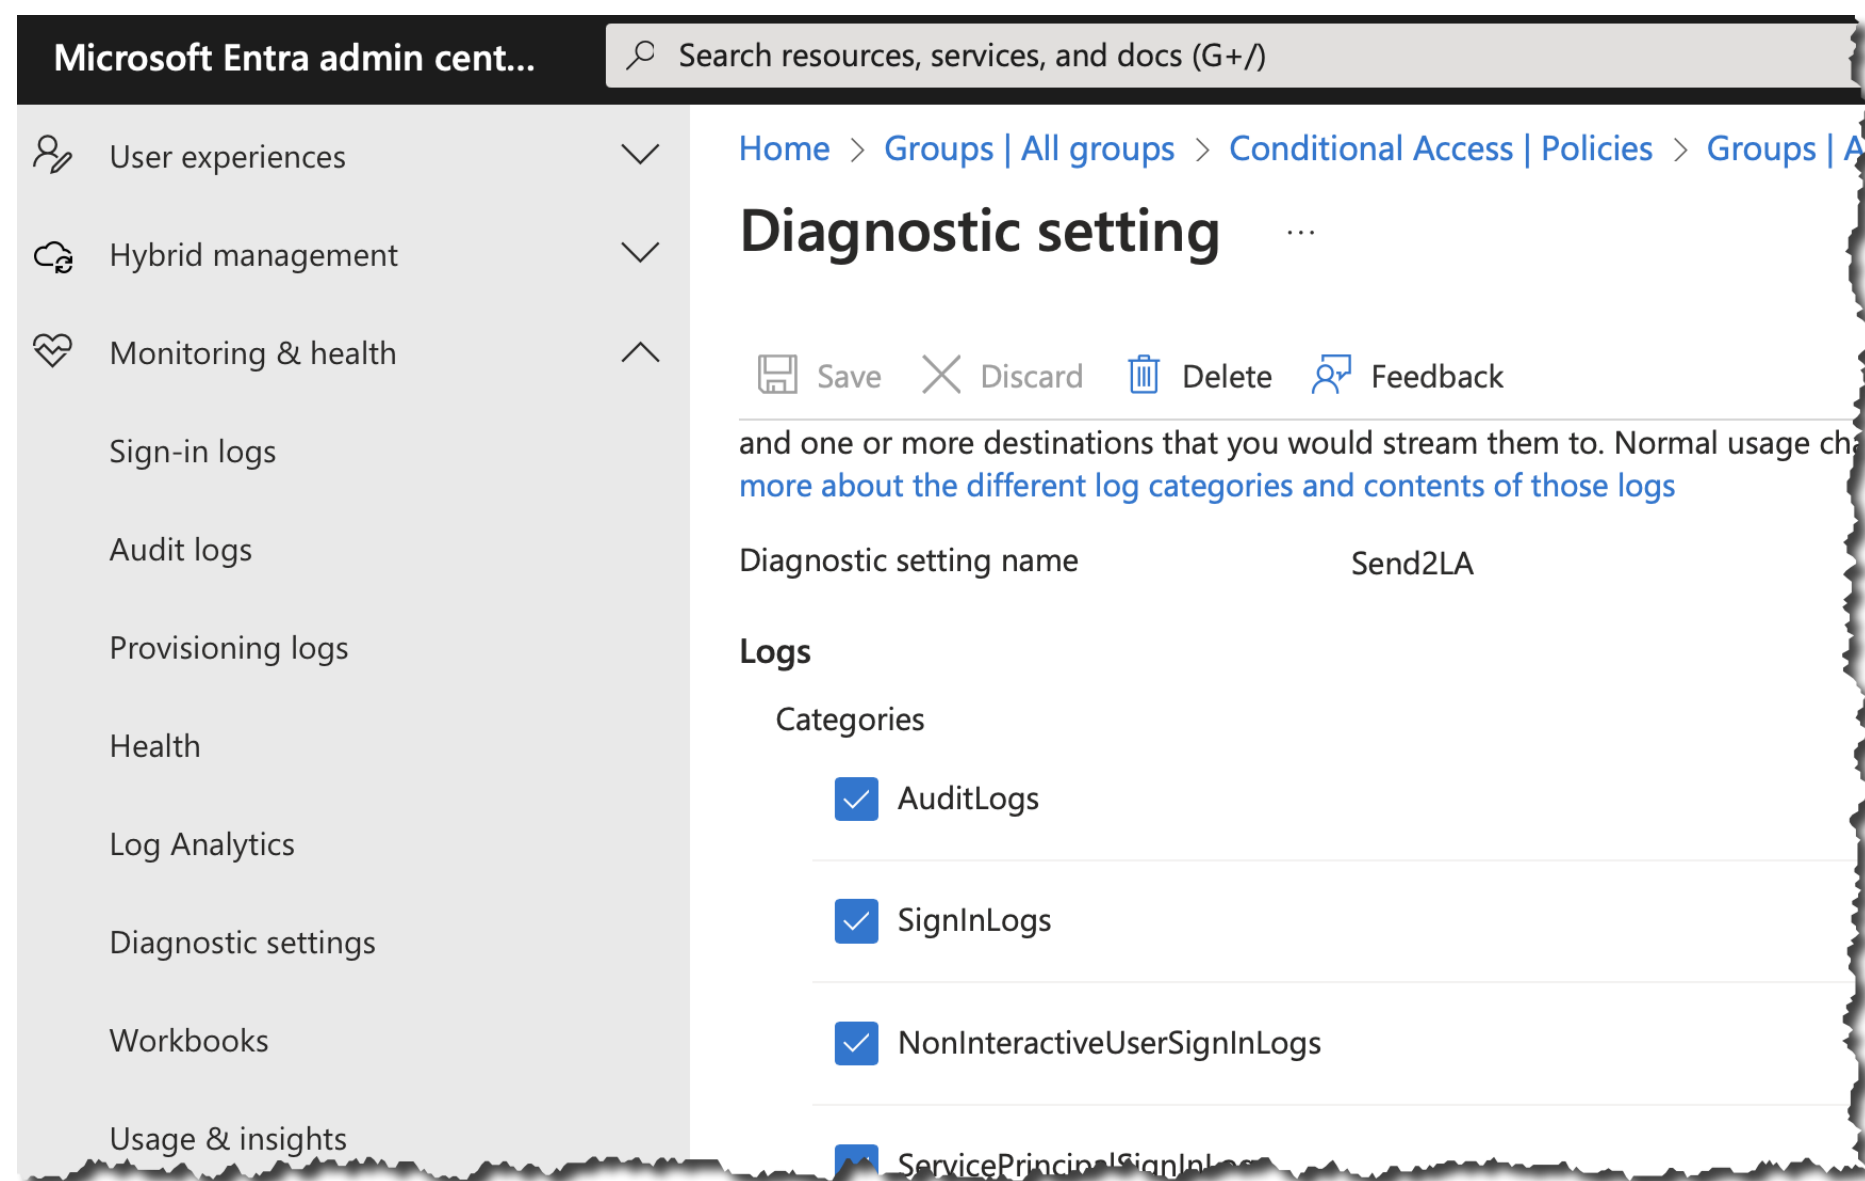 Microsoft Entra admin cent...
Search resources, services, and docs (G+/)
User experiences
Hybrid management
Monitoring & health
Sign-in logs
Audit logs
Provisioning logs
Health
Log Analytics
Diagnostic settings
Workbooks
Usage & insights
Home > Groups | All groups > Conditional Access | Policies > Groups | A
Diagnostic setting ...
Save Discard Delete Feedback
and one or more destinations that you would stream them to. Normal usage cha
more about the different log categories and contents of those logs
Diagnostic setting name Send2LA
Logs
Categories
AuditLogs
SignInLogs
NonInteractiveUserSignInLogs